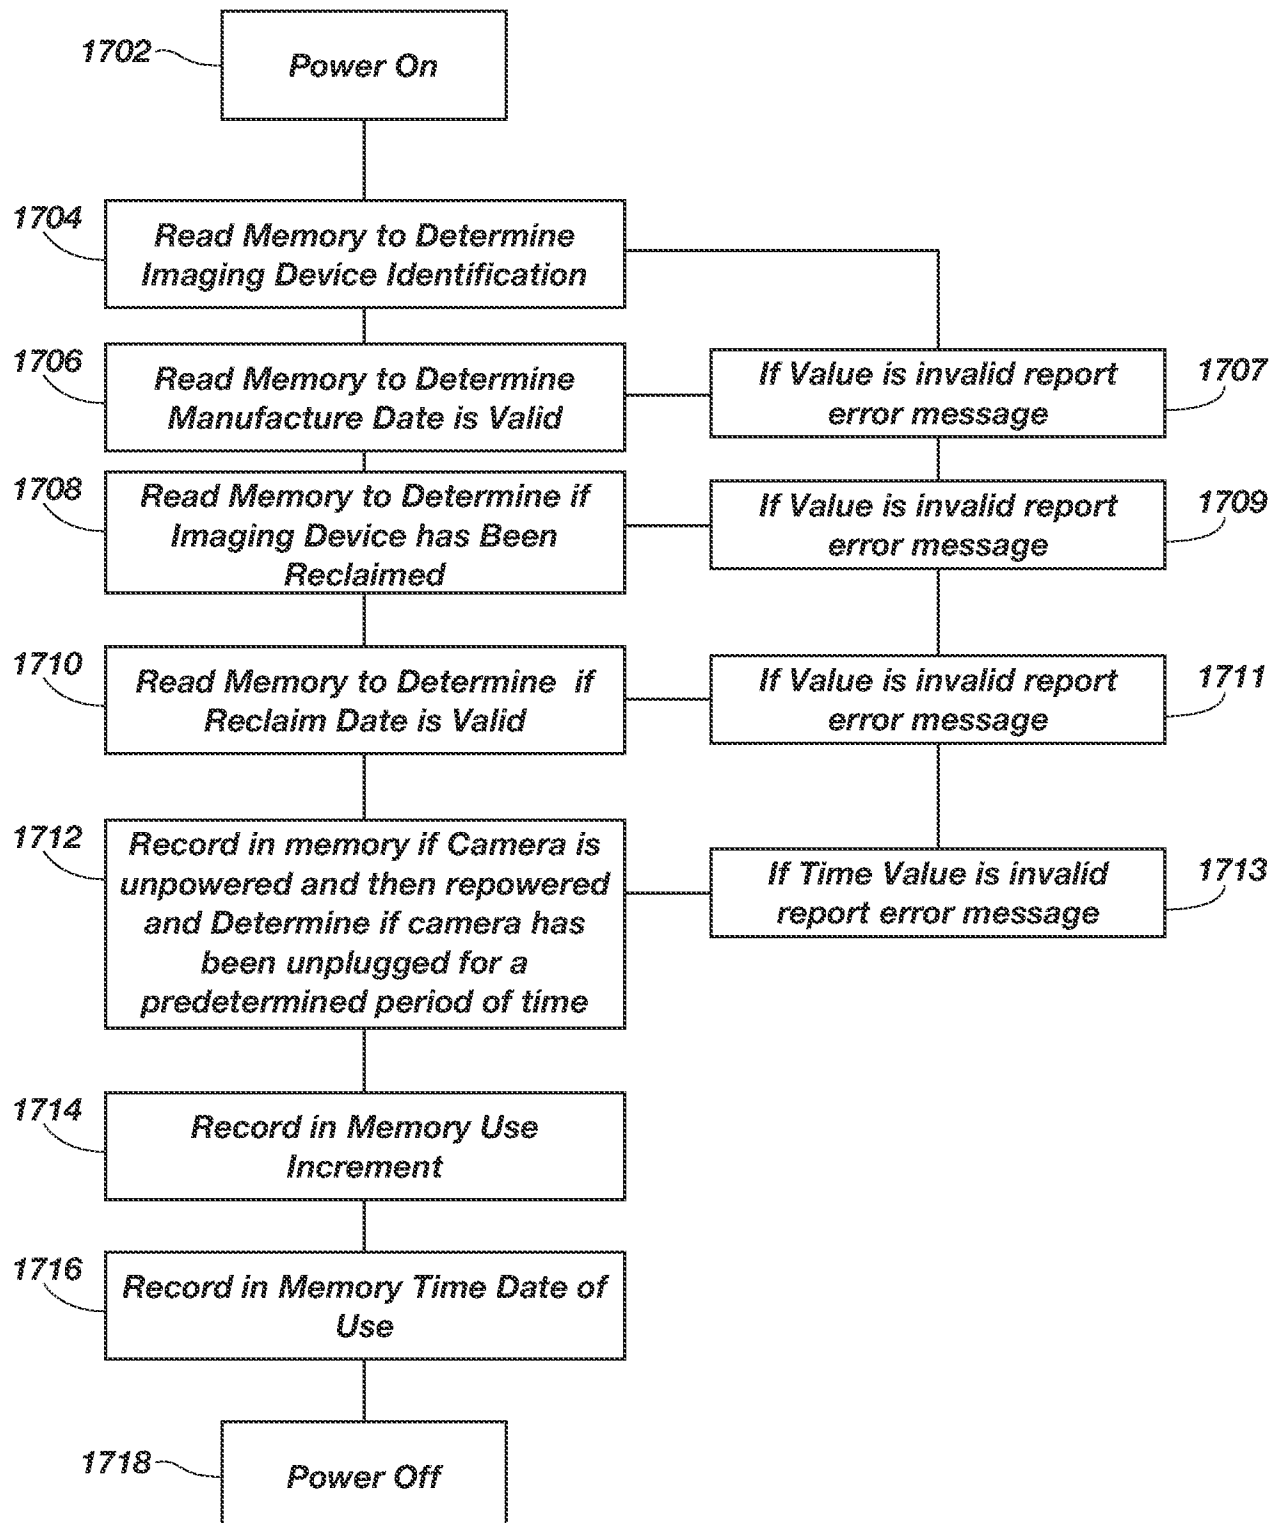 1702
Power On
1704
Read Memory to Determine
Imaging Device Identification
1706
Read Memory to Determine
Manufacture Date is Valid
If Value is invalid report
error message
1707
1708
Read Memory to Determine if
Imaging Device has Been
Reclaimed
If Value is invalid report
error message
1709
1710
Read Memory to Determine if
Reclaim Date is Valid
If Value is invalid report
error message
1711
1712
Record in memory if Camera is
unpowered and then repowered
and Determine if camera has
been unplugged for a
predetermined period of time
If Time Value is invalid
report error message
1713
1714
Record in Memory Use
Increment
1716
Record in Memory Time Date of
Use
1718
Power Off